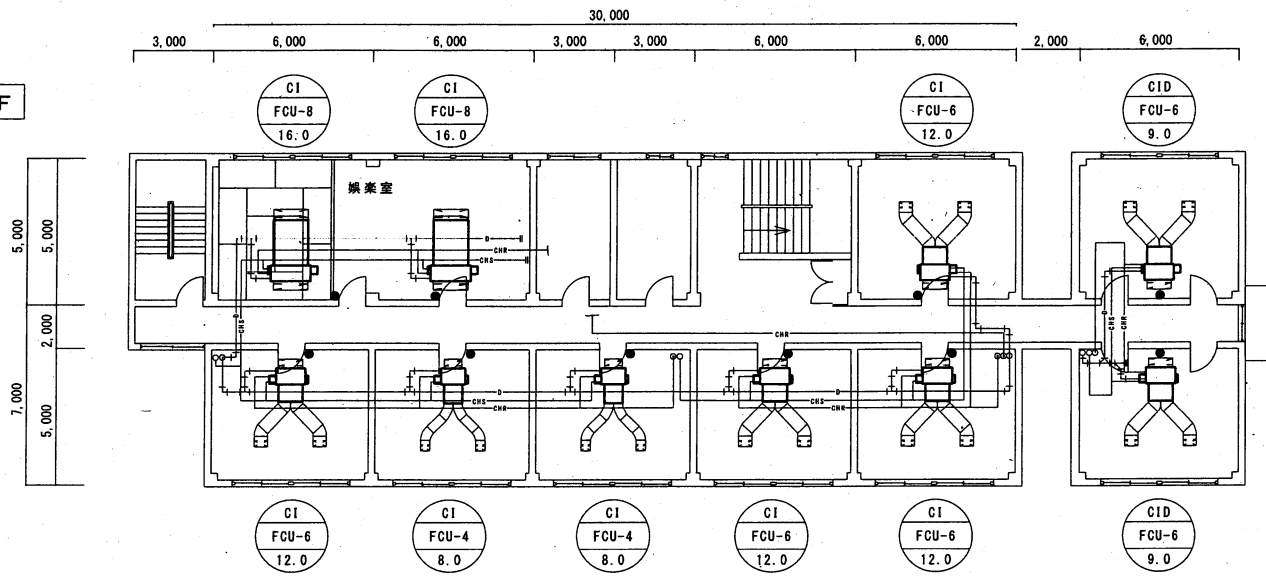 30,000
3,000 6,000 6,000 3,000 3,000 6,000 6,000 2,000 6,000
F
CI
FCU-8
16.0
CI
FCU-8
16.0
CI
FCU-6
12.0
CID
FCU-6
9.0
娯楽室
5,000 5,000
2,000
7,000
5,000
D
CHR
CHS
D
CHS
CHR
D
CHS
CHR
D
CHS
CHR
CHS
CHR
CI
FCU-6
12.0
CI
FCU-4
8.0
CI
FCU-4
8.0
CI
FCU-6
12.0
CI
FCU-6
12.0
CID
FCU-6
9.0